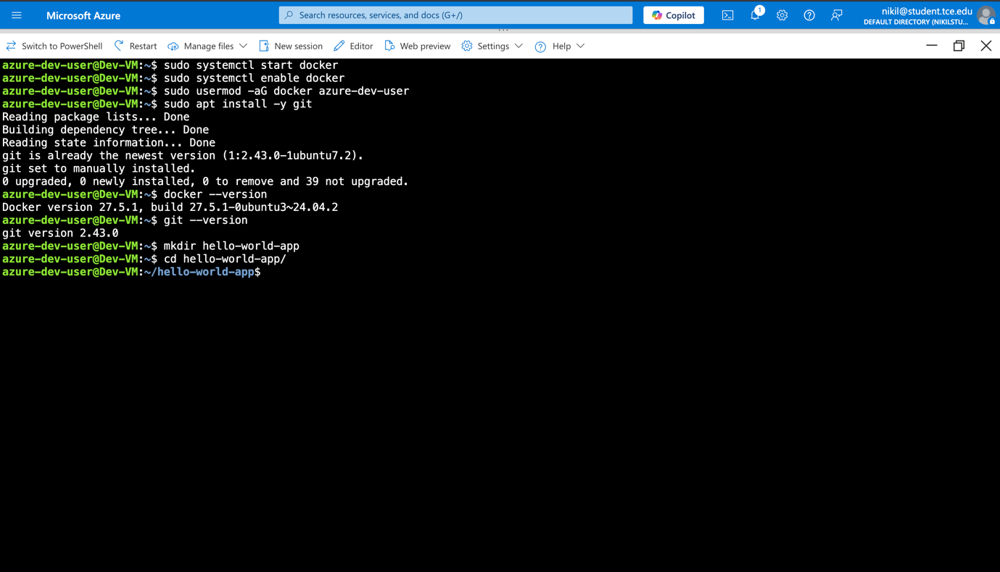 Microsoft Azure
Search resources, services, and docs (G+/)
Copilot
1
nikil@student.tce.edu
DEFAULT DIRECTORY (NIKILSTU...
Switch to PowerShell Restart Manage files New session Editor Web preview Settings Help
azure-dev-user@Dev-VM:~$ sudo systemctl start docker
azure-dev-user@Dev-VM:~$ sudo systemctl enable docker
azure-dev-user@Dev-VM:~$ sudo usermod -aG docker azure-dev-user
azure-dev-user@Dev-VM:~$ sudo apt install -y git
Reading package lists... Done
Building dependency tree... Done
Reading state information... Done
git is already the newest version (1:2.43.0-1ubuntu7.2).
git set to manually installed.
0 upgraded, 0 newly installed, 0 to remove and 39 not upgraded.
azure-dev-user@Dev-VM:~$ docker --version
Docker version 27.5.1, build 27.5.1-0ubuntu3~24.04.2
azure-dev-user@Dev-VM:~$ git --version
git version 2.43.0
azure-dev-user@Dev-VM:~$ mkdir hello-world-app
azure-dev-user@Dev-VM:~$ cd hello-world-app/
azure-dev-user@Dev-VM:~/hello-world-app$